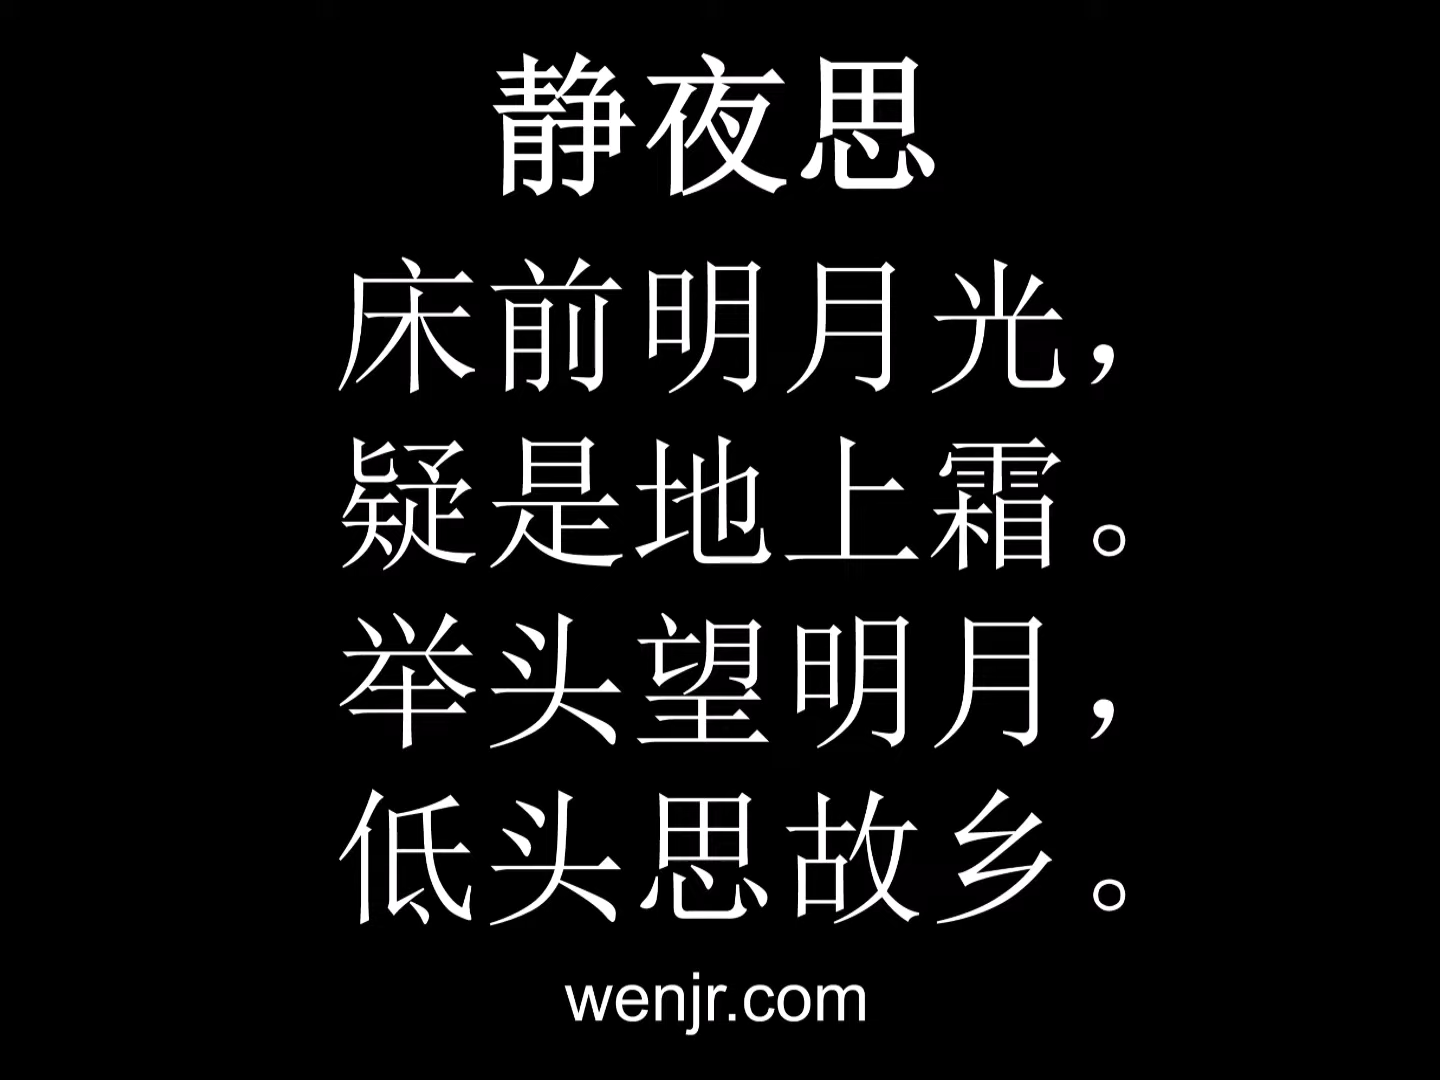 静夜思
床前明月光，
疑是地上霜。
举头望明月，
低头思故乡。
wenjr.com